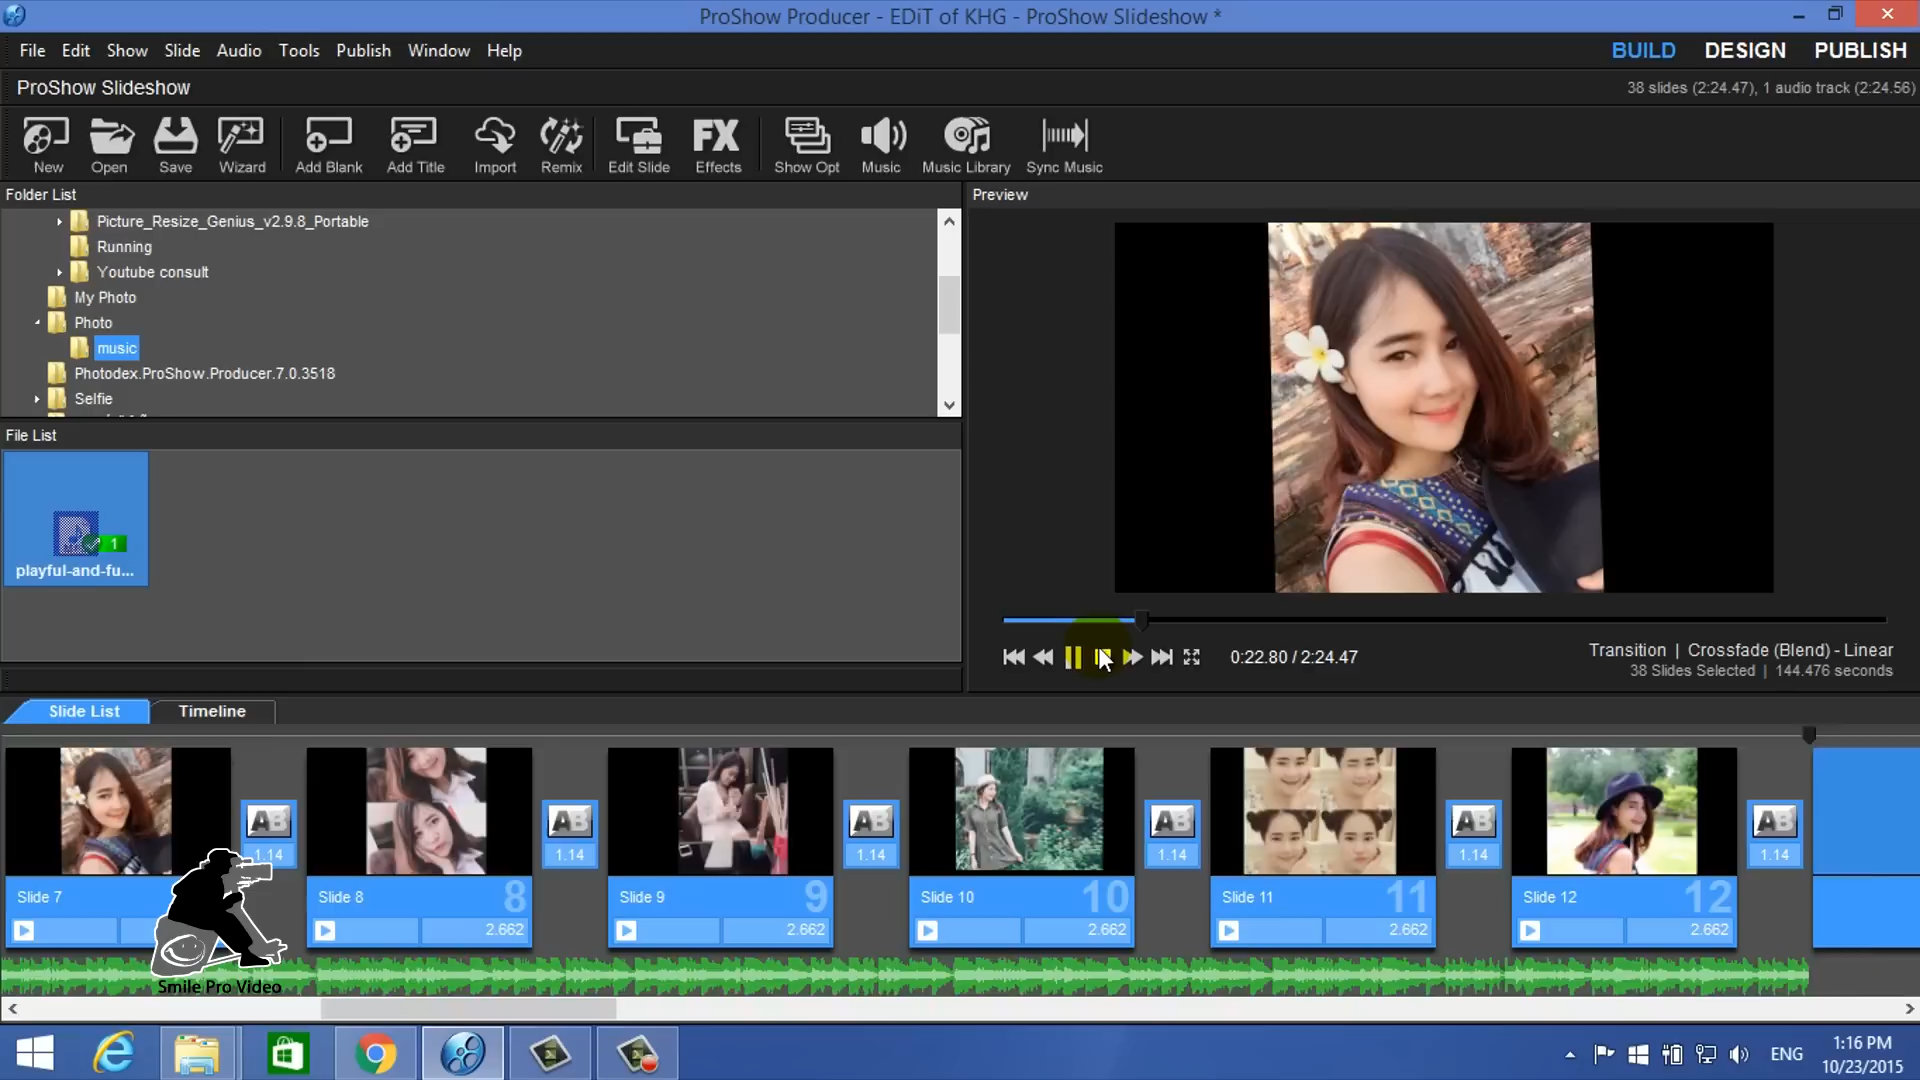 ProShow Producer - EDiT of KHG - ProShow Slideshow *
File Edit Show Slide Audio Tools Publish Window Help
BUILD DESIGN PUBLISH
ProShow Slideshow
38 slides (2:24.47), 1 audio track (2:24.56)
New Open Save Wizard Add Blank Add Title Import Remix Edit Slide FX Effects Show Opt Music Music Library Sync Music
Folder List
Preview
Picture_Resize_Genius_v2.9.8_Portable
Running
Youtube consult
My Photo
Photo
music
Photodex.ProShow.Producer.7.0.3518
Selfie
File List
1
playful-and-fu...
0:22.80 / 2:24.47
Transition | Crossfade (Blend) - Linear
38 Slides Selected | 144.476 seconds
Slide List Timeline
AB AB AB AB AB AB
1.14 1.14 1.14 1.14 1.14 1.14
Slide 7 Slide 8 8 Slide 9 9 Slide 10 10 Slide 11 11 Slide 12 12
2.662 2.662 2.662 2.662 2.662
Smile Pro Video
ENG
1:16 PM
10/23/2015